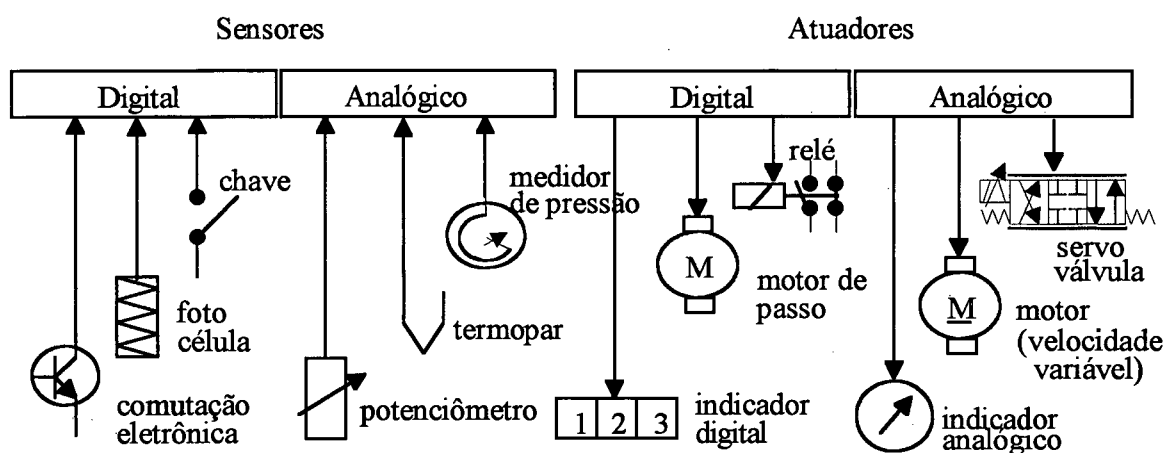 Sensores
Atuadores
Digital
Analógico
Digital
Analógico
chave
medidor
de pressão
relé
servo
válvula
foto
célula
termopar
M
motor de
passo
M
motor
(velocidade
variável)
comutação
eletrônica
potenciômetro
1 2 3
indicador
digital
indicador
analógico